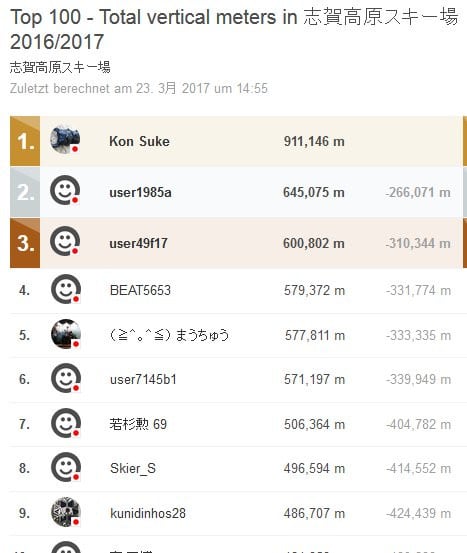 Top 100 - Total vertical meters in 志賀高原スキー場
2016/2017
志賀高原スキー場
Zuletzt berechnet am 23. 3月 2017 um 14:55
1. Kon Suke 911,146 m
2. user1985a 645,075 m -266,071 m
3. user49f17 600,802 m -310,344 m
4. BEAT5653 579,372 m -331,774 m
5. (≧^。^≦) まうちゅう 577,811 m -333,335 m
6. user7145b1 571,197 m -339,949 m
7. 若杉勲 69 506,364 m -404,782 m
8. Skier_S 496,594 m -414,552 m
9. kunidinhos28 486,707 m -424,439 m